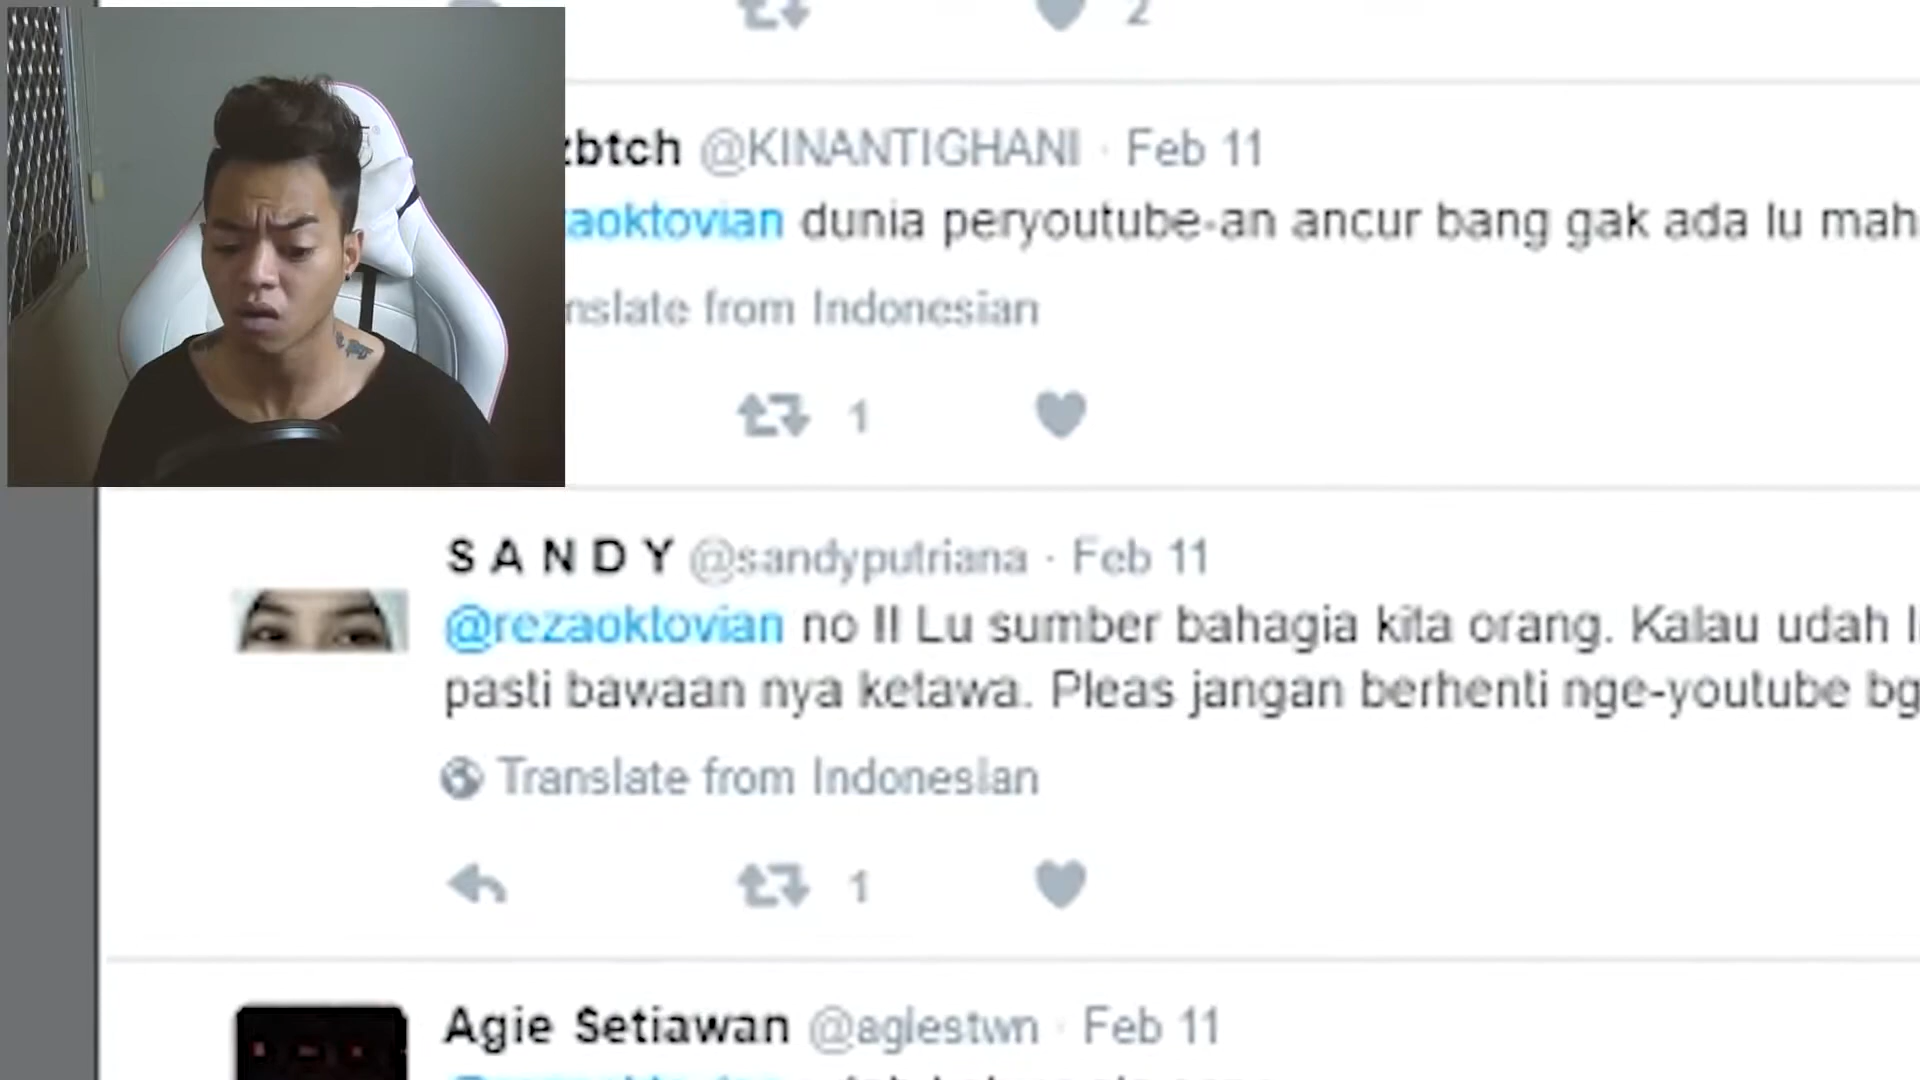 2
zbtch @KINANTIGHANI · Feb 11
zaoktovian dunia peryoutube-an ancur bang gak ada lu mah
nslate from Indonesian
1
S A N D Y @sandyputriana · Feb 11
@rezaoktovian no !! Lu sumber bahagia kita orang. Kalau udah
pasti bawaan nya ketawa. Pleas jangan berhenti nge-youtube bg
Translate from Indonesian
1
Agie Setiawan @agiestwn · Feb 11